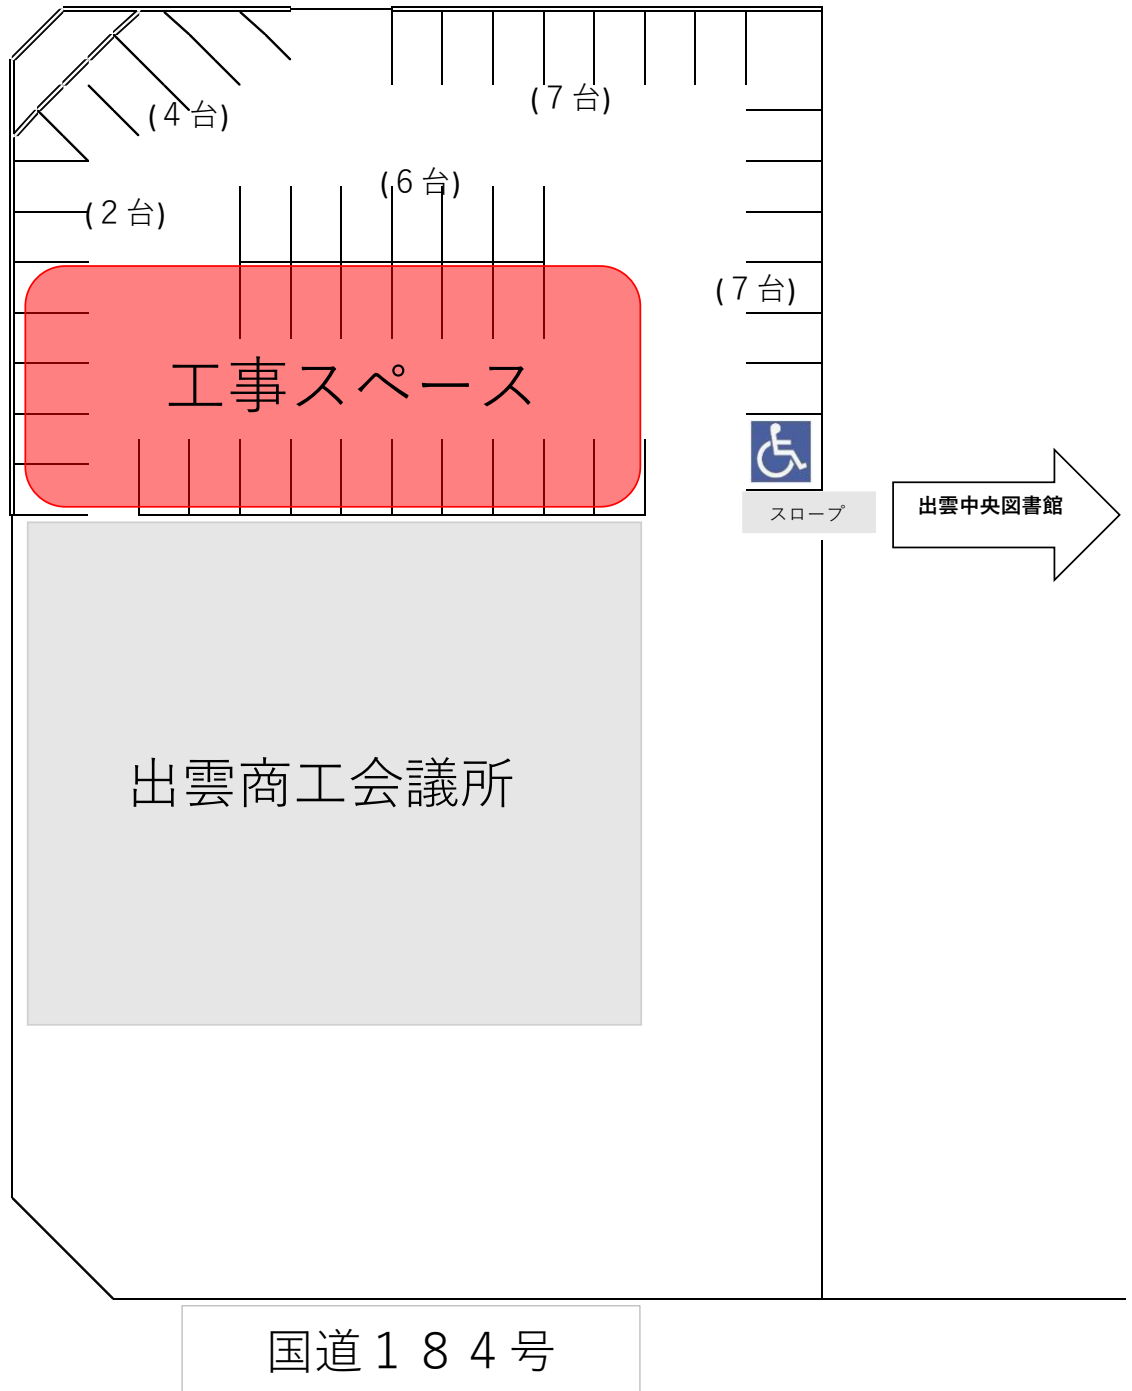 (７台)
(４台)
(６台)
(２台)
(７台)
工事スペース
スロープ
出雲中央図書館
出雲商工会議所
国道１８４号